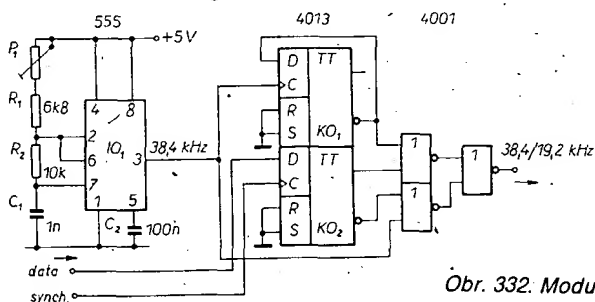 555
4013
4001
+5V
P₁
R₁
6k8
R₂
10k
C₁
1n
4
8
2
6
7
IO₁
3
1
5
C₂
100n
38,4 kHz
D
C
TT
R
S
KO₁
D
C
TT
R
S
KO₂
1
1
1
38,4/19,2 kHz
data
synch.
Obr. 332. Modu